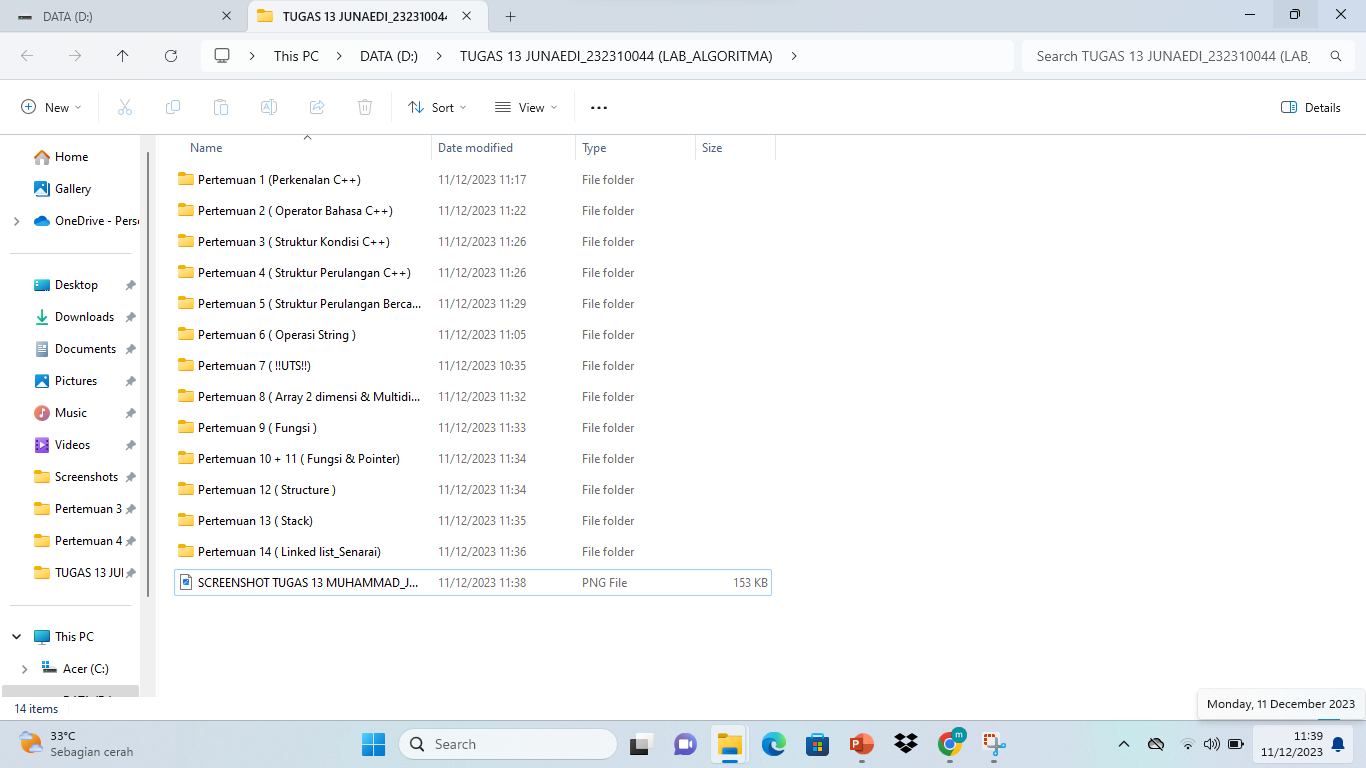 DATA (D:)
TUGAS 13 JUNAEDI_232310044
This PC > DATA (D:) > TUGAS 13 JUNAEDI_232310044 (LAB_ALGORITMA) >
Search TUGAS 13 JUNAEDI_232310044 (LAB_
New
Sort
View
Details
Name Date modified Type Size
Home
Gallery
OneDrive - Pers
Desktop
Downloads
Documents
Pictures
Music
Videos
Screenshots
Pertemuan 3
Pertemuan 4
TUGAS 13 JUI
This PC
Acer (C:)
Pertemuan 1 (Perkenalan C++) 11/12/2023 11:17 File folder
Pertemuan 2 ( Operator Bahasa C++) 11/12/2023 11:22 File folder
Pertemuan 3 ( Struktur Kondisi C++) 11/12/2023 11:26 File folder
Pertemuan 4 ( Struktur Perulangan C++) 11/12/2023 11:26 File folder
Pertemuan 5 ( Struktur Perulangan Berca... 11/12/2023 11:29 File folder
Pertemuan 6 ( Operasi String ) 11/12/2023 11:05 File folder
Pertemuan 7 ( !!UTS!!) 11/12/2023 10:35 File folder
Pertemuan 8 ( Array 2 dimensi & Multidi... 11/12/2023 11:32 File folder
Pertemuan 9 ( Fungsi ) 11/12/2023 11:33 File folder
Pertemuan 10 + 11 ( Fungsi & Pointer) 11/12/2023 11:34 File folder
Pertemuan 12 ( Structure ) 11/12/2023 11:34 File folder
Pertemuan 13 ( Stack) 11/12/2023 11:35 File folder
Pertemuan 14 ( Linked list_Senarai) 11/12/2023 11:36 File folder
SCREENSHOT TUGAS 13 MUHAMMAD_J... 11/12/2023 11:38 PNG File 153 KB
14 items
Monday, 11 December 2023
33°C
Sebagian cerah
Search
m
11:39
11/12/2023